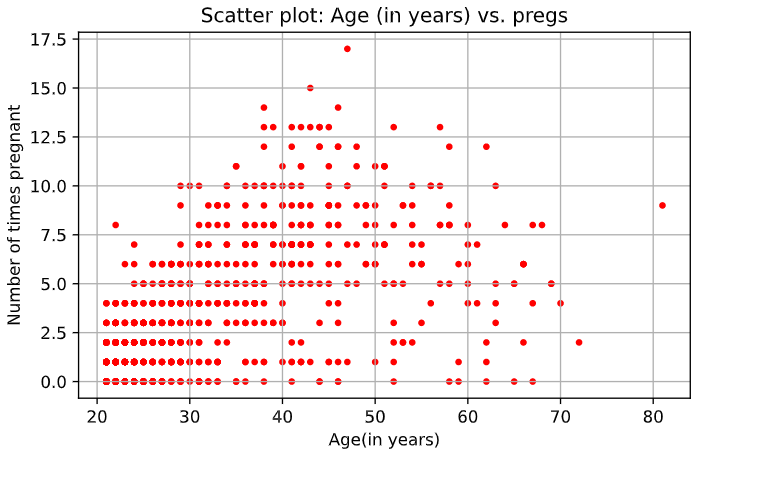 Scatter plot: Age (in years) vs. pregs
17.5
15.0
12.5
10.0
7.5
5.0
2.5
0.0
Number of times pregnant
20 30 40 50 60 70 80
Age(in years)